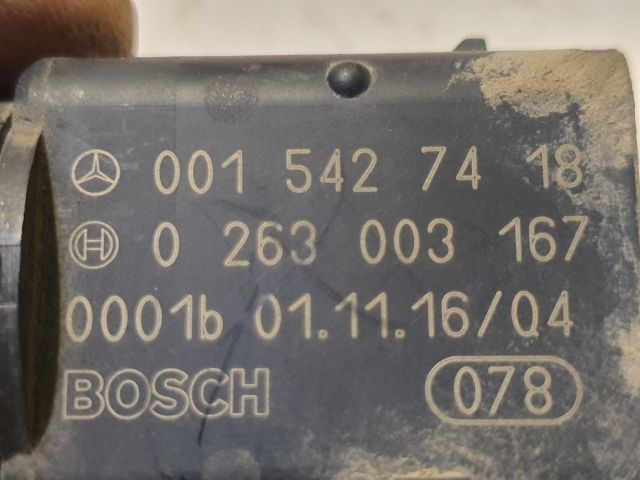 001 542 74 18
0 263 003 167
0001b 01.11.16/04
BOSCH 078